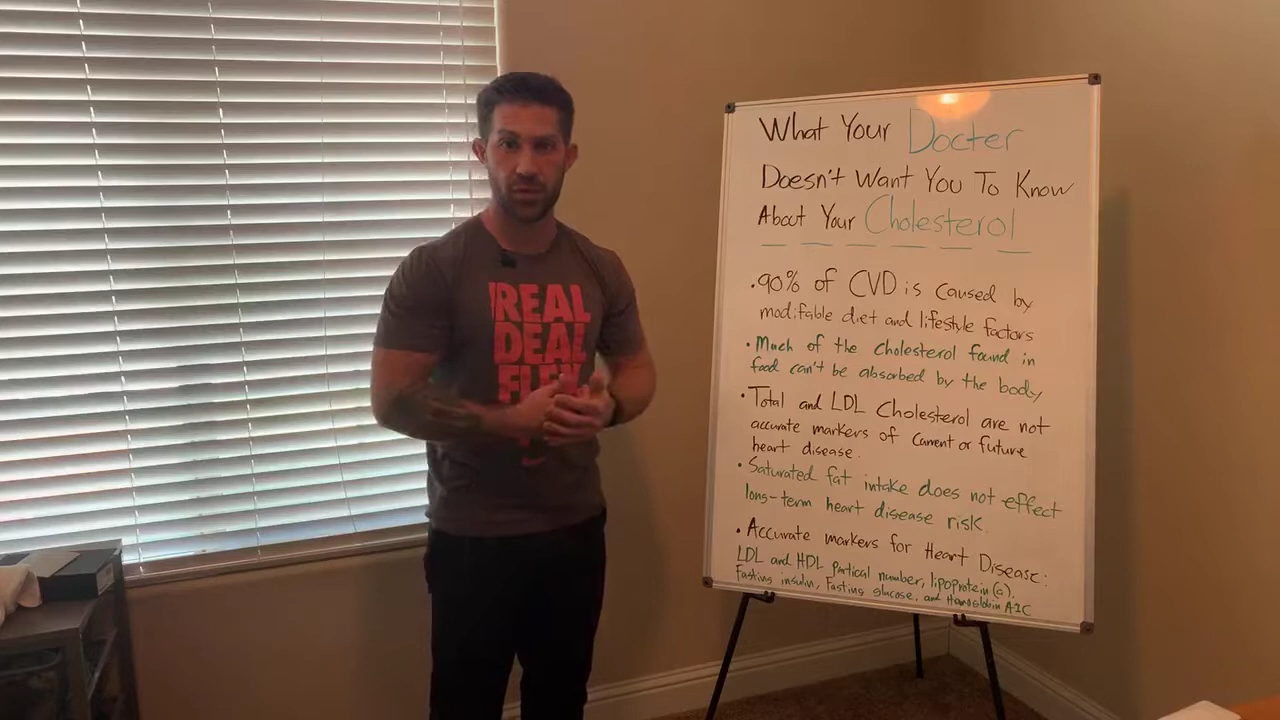 REAL
DEAL
FLEX
What Your Docter
Doesn't Want You To Know
About Your Cholesterol
• 90% of CVD is caused by
modifable diet and lifestyle factors
• Much of the Cholesterol found in
food can't be absorbed by the body
• Total and LDL Cholesterol are not
accurate markers of Current or future
heart disease.
• Saturated fat intake does not effect
long-term heart disease risk.
• Accurate markers for Heart Disease:
LDL and HDL partical number, lipoprotein (a),
Fasting insulin, Fasting glucose, and Hemoglobin A1C